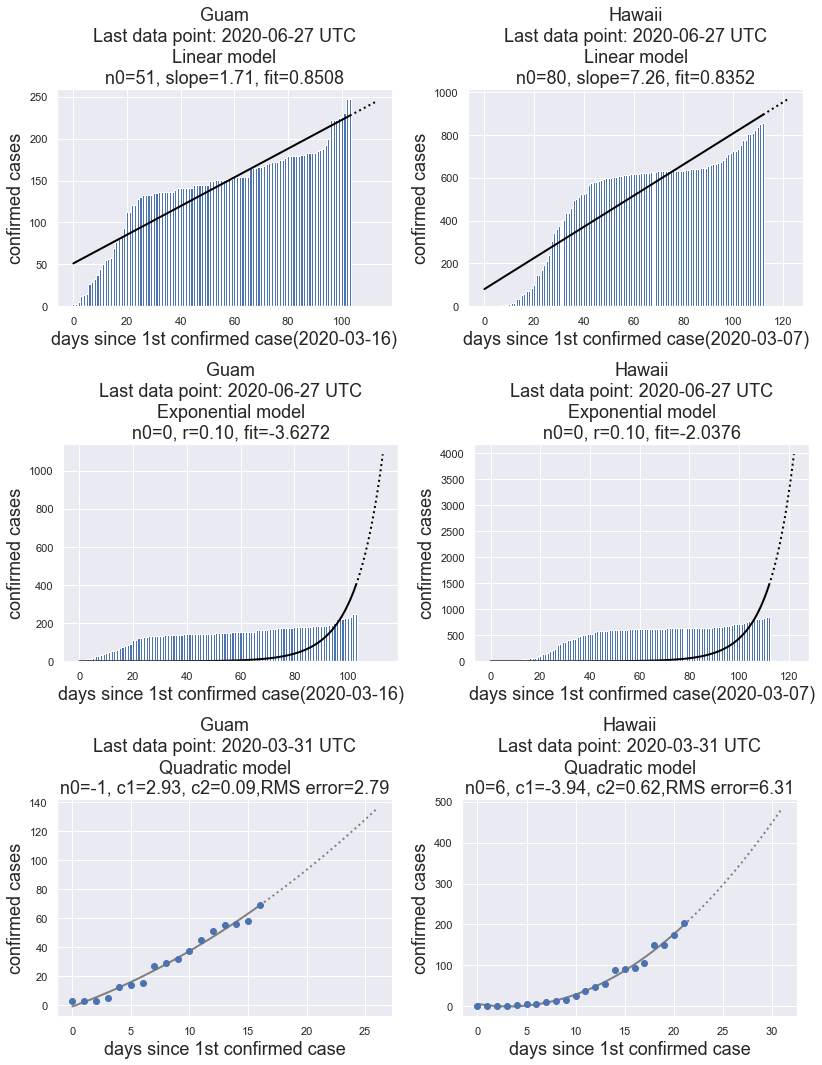 Guam
Last data point: 2020-06-27 UTC
Linear model
n0=51, slope=1.71, fit=0.8508
250
200
150
100
50
0
confirmed cases
0 20 40 60 80 100
days since 1st confirmed case(2020-03-16)
Hawaii
Last data point: 2020-06-27 UTC
Linear model
n0=80, slope=7.26, fit=0.8352
1000
800
600
400
200
0
confirmed cases
0 20 40 60 80 100 120
days since 1st confirmed case(2020-03-07)
Guam
Last data point: 2020-06-27 UTC
Exponential model
n0=0, r=0.10, fit=-3.6272
1000
800
600
400
200
0
confirmed cases
0 20 40 60 80 100
days since 1st confirmed case(2020-03-16)
Hawaii
Last data point: 2020-06-27 UTC
Exponential model
n0=0, r=0.10, fit=-2.0376
4000
3500
3000
2500
2000
1500
1000
500
0
confirmed cases
0 20 40 60 80 100 120
days since 1st confirmed case(2020-03-07)
Guam
Last data point: 2020-03-31 UTC
Quadratic model
n0=-1, c1=2.93, c2=0.09,RMS error=2.79
140
120
100
80
60
40
20
0
confirmed cases
0 5 10 15 20 25
days since 1st confirmed case
Hawaii
Last data point: 2020-03-31 UTC
Quadratic model
n0=6, c1=-3.94, c2=0.62,RMS error=6.31
500
400
300
200
100
0
confirmed cases
0 5 10 15 20 25 30
days since 1st confirmed case